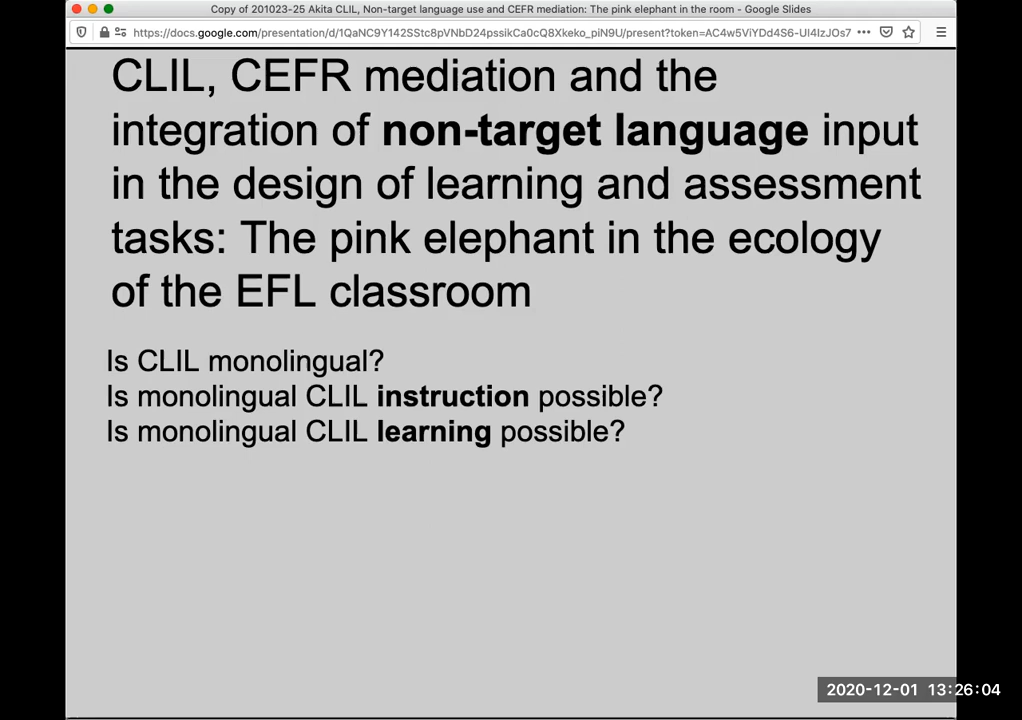 Copy of 201023-25 Akita CLIL, Non-target language use and CEFR mediation: The pink elephant in the room - Google Slides
https://docs.google.com/presentation/d/1QaNC9Y142SStc8pVNbD24pssikCa0cQ8Xkeko_piN9U/present?token=AC4w5ViYDd4S6-UI4IzJOs7
CLIL, CEFR mediation and the
integration of non-target language input
in the design of learning and assessment
tasks: The pink elephant in the ecology
of the EFL classroom
Is CLIL monolingual?
Is monolingual CLIL instruction possible?
Is monolingual CLIL learning possible?
2020-12-01 13:26:04